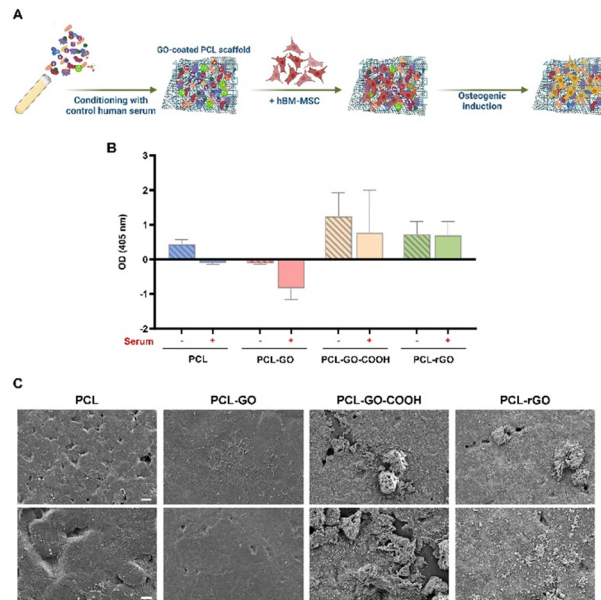 A
GO-coated PCL scaffold
Conditioning with
control human serum
+ hBM-MSC
Osteogenic
induction
B
OD (405 nm)
3
2
1
0
-1
-2
Serum - + - + - + - +
PCL PCL-GO PCL-GO-COOH PCL-rGO
C
PCL PCL-GO PCL-GO-COOH PCL-rGO